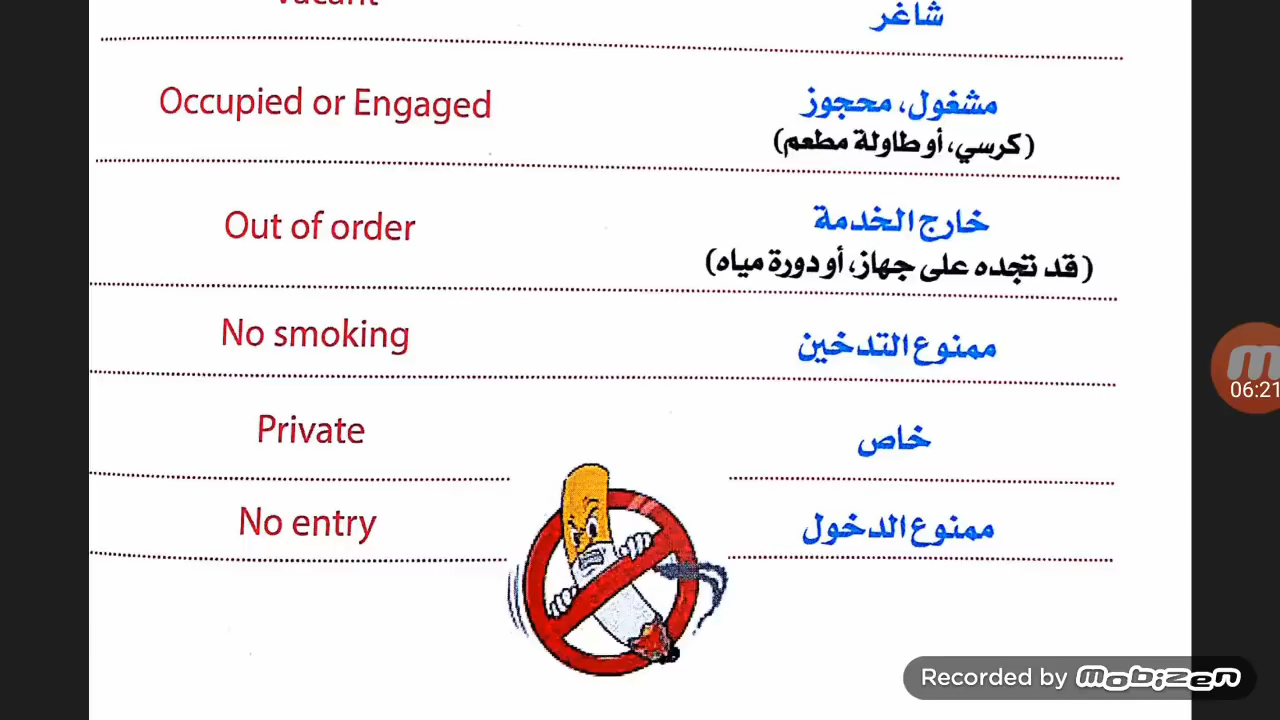 vacant شاغر
Occupied or Engaged مشغول، محجوز
(كرسي، أو طاولة مطعم)
Out of order خارج الخدمة
(قد تجده على جهاز، أو دورة مياه)
No smoking ممنوع التدخين
Private خاص
No entry ممنوع الدخول
06:21
Recorded by mobizen